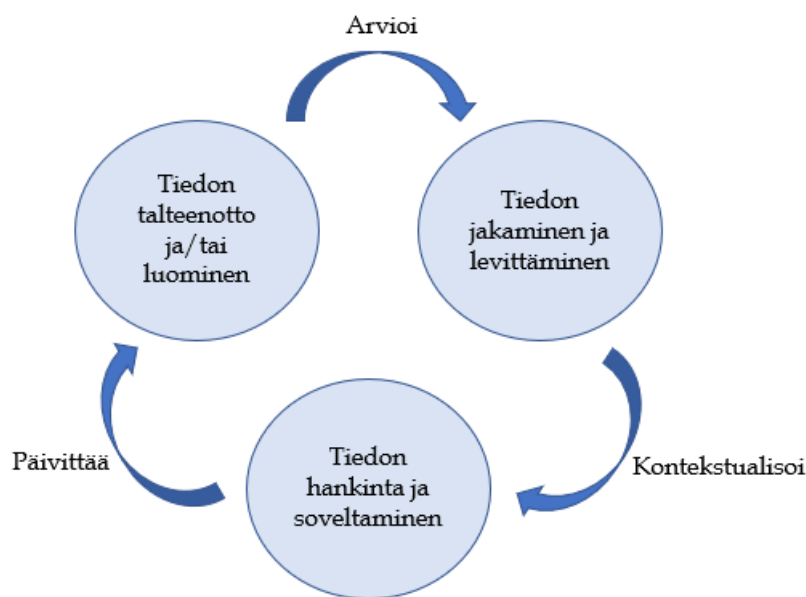 Arvioi
Tiedon
talteenotto
ja/tai
luominen
Tiedon
jakaminen ja
levittäminen
Päivittää
Tiedon
hankinta ja
soveltaminen
Kontekstualisoi